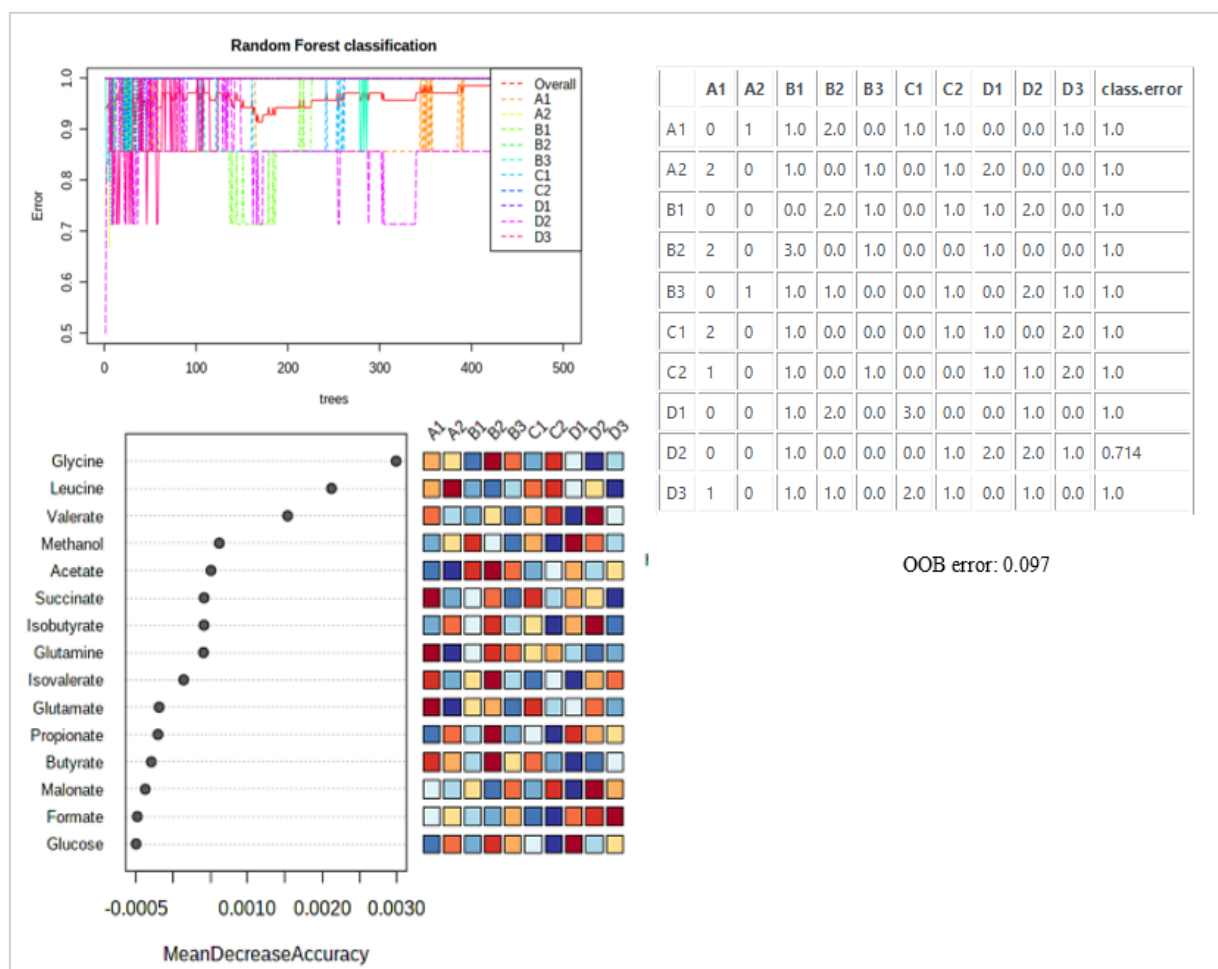 Random Forest classification
Error
1.0
0.9
0.8
0.7
0.6
0.5
0 100 200 300 400 500
trees
Overall
A1
A2
B1
B2
B3
C1
C2
D1
D2
D3
A1 A2 B1 B2 B3 C1 C2 D1 D2 D3
Glycine
Leucine
Valerate
Methanol
Acetate
Succinate
Isobutyrate
Glutamine
Isovalerate
Glutamate
Propionate
Butyrate
Malonate
Formate
Glucose
-0.0005 0.0010 0.0020 0.0030
MeanDecreaseAccuracy
A1 A2 B1 B2 B3 C1 C2 D1 D2 D3 class.error
A1 0 1 1.0 2.0 0.0 1.0 1.0 0.0 0.0 1.0 1.0
A2 2 0 1.0 0.0 1.0 0.0 1.0 2.0 0.0 0.0 1.0
B1 0 0 0.0 2.0 1.0 0.0 1.0 1.0 2.0 0.0 1.0
B2 2 0 3.0 0.0 1.0 0.0 0.0 1.0 0.0 0.0 1.0
B3 0 1 1.0 1.0 0.0 0.0 1.0 0.0 2.0 1.0 1.0
C1 2 0 1.0 0.0 0.0 0.0 1.0 1.0 0.0 2.0 1.0
C2 1 0 1.0 0.0 1.0 0.0 0.0 1.0 1.0 2.0 1.0
D1 0 0 1.0 2.0 0.0 3.0 0.0 0.0 1.0 0.0 1.0
D2 0 0 1.0 0.0 0.0 0.0 1.0 2.0 2.0 1.0 0.714
D3 1 0 1.0 1.0 0.0 2.0 1.0 0.0 1.0 0.0 1.0
OOB error: 0.097